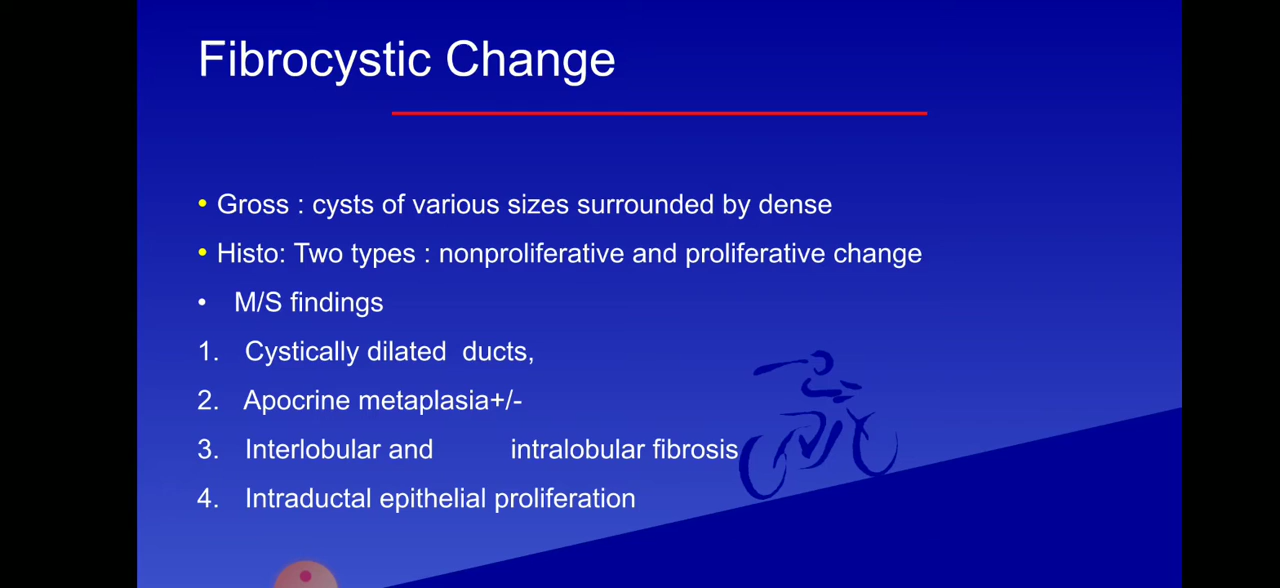 Fibrocystic Change
• Gross : cysts of various sizes surrounded by dense
• Histo: Two types : nonproliferative and proliferative change
• M/S findings
1. Cystically dilated ducts,
2. Apocrine metaplasia+/-
3. Interlobular and intralobular fibrosis
4. Intraductal epithelial proliferation